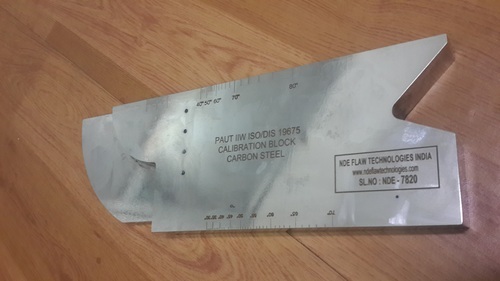 PAUT IIW ISO/DIS 19675
CALIBRATION BLOCK
CARBON STEEL
NDE FLAW TECHNOLOGIES INDIA
www.ndeflawtechnologies.com
SL.NO : NDE - 7820